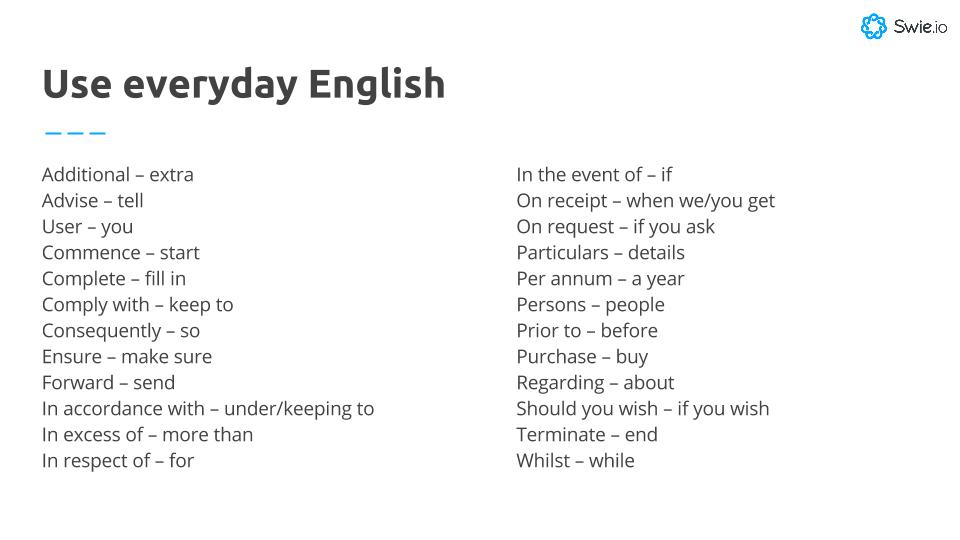 Swie.io
Use everyday English
Additional – extra
Advise – tell
User – you
Commence – start
Complete – fill in
Comply with – keep to
Consequently – so
Ensure – make sure
Forward – send
In accordance with – under/keeping to
In excess of – more than
In respect of – for
In the event of – if
On receipt – when we/you get
On request – if you ask
Particulars – details
Per annum – a year
Persons – people
Prior to – before
Purchase – buy
Regarding – about
Should you wish – if you wish
Terminate – end
Whilst – while